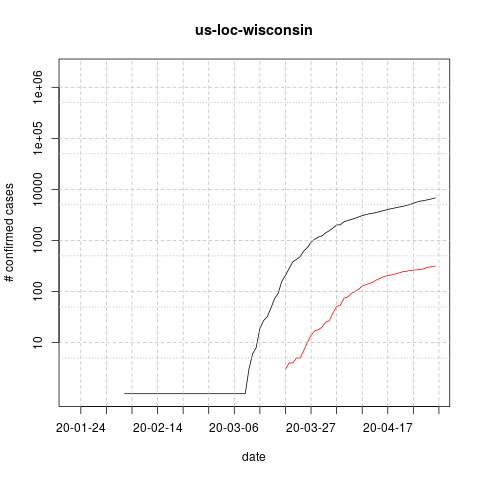 us-loc-wisconsin
# confirmed cases
1e+06
1e+05
10000
1000
100
10
20-01-24 20-02-14 20-03-06 20-03-27 20-04-17
date